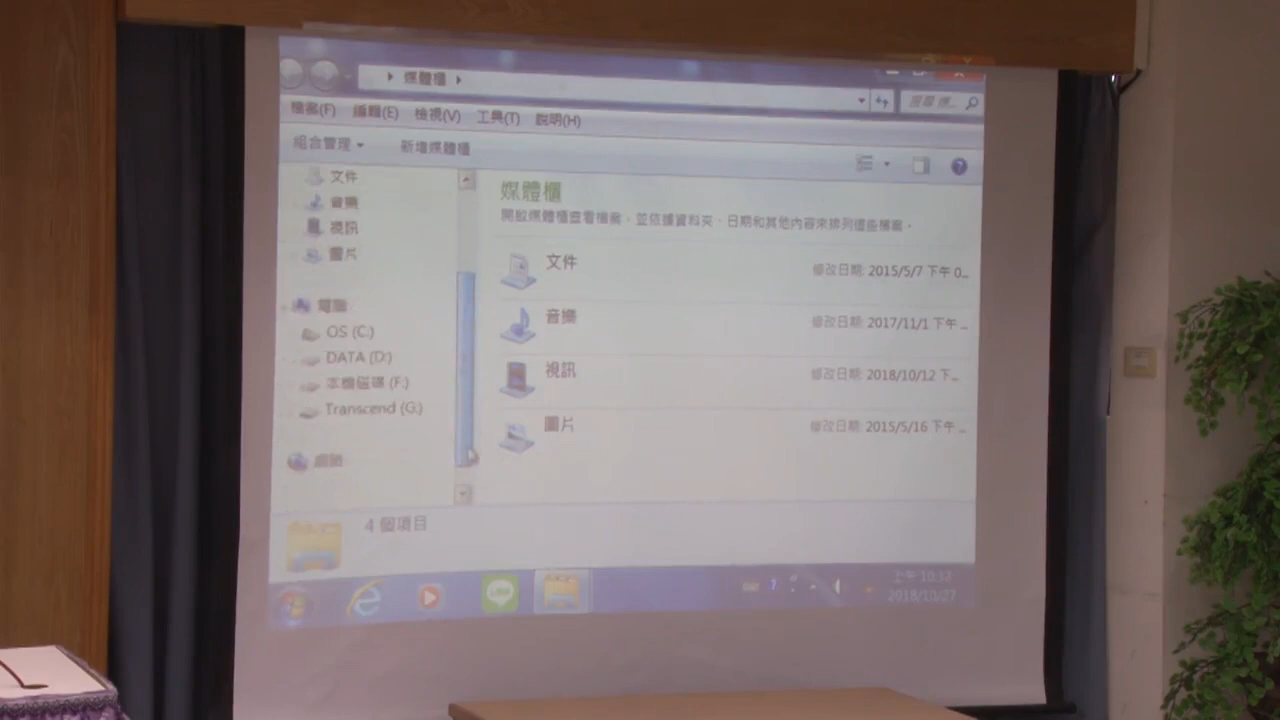 媒體櫃
檔案(F) 編輯(E) 檢視(V) 工具(T) 說明(H)
組合管理 新增媒體櫃
文件
音樂
視訊
圖片
電腦
OS (C:)
DATA (D:)
本機磁碟 (F:)
Transcend (G:)
網路
媒體櫃
開啟媒體櫃查看檔案，並依據資料夾、日期和其他內容來排列這些檔案。
文件 修改日期: 2015/5/7 下午 0...
音樂 修改日期: 2017/11/1 下午 ...
視訊 修改日期: 2018/10/12 下...
圖片 修改日期: 2015/5/16 下午 ...
4 個項目
上午 10:12
2018/10/27